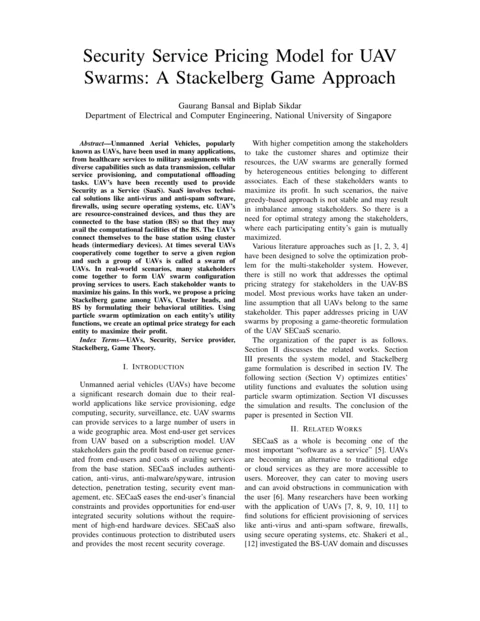 Security Service Pricing Model for UAV
Swarms: A Stackelberg Game Approach
Gaurang Bansal and Biplab Sikdar
Department of Electrical and Computer Engineering, National University of Singapore
Abstract—Unmanned Aerial Vehicles, popularly
known as UAVs, have been used in many applications,
from healthcare services to military assignments with
diverse capabilities such as data transmission, cellular
service provisioning, and computational offloading
tasks. UAV's have been recently used to provide
Security as a Service (SaaS). SaaS involves techni-
cal solutions like anti-virus and anti-spam software,
firewalls, using secure operating systems, etc. UAV's
are resource-constrained devices, and thus they are
connected to the base station (BS) so that they may
avail the computational facilities of the BS. The UAV's
connect themselves to the base station using cluster
heads (intermediary devices). At times several UAVs
cooperatively come together to serve a given region
and such a group of UAVs is called a swarm of
UAVs. In real-world scenarios, many stakeholders
come together to form UAV swarm configuration
proving services to users. Each stakeholder wants to
maximize his gains. In this work, we propose a pricing
Stackelberg game among UAVs, Cluster heads, and
BS by formulating their behavioral utilities. Using
particle swarm optimization on each entity's utility
functions, we create an optimal price strategy for each
entity to maximize their profit.
Index Terms—UAVs, Security, Service provider,
Stackelberg, Game Theory.
I. INTRODUCTION
Unmanned aerial vehicles (UAVs) have become
a significant research domain due to their real-
world applications like service provisioning, edge
computing, security, surveillance, etc. UAV swarms
can provide services to a large number of users in
a wide geographic area. Most end-user get services
from UAV based on a subscription model. UAV
stakeholders gain the profit based on revenue gener-
ated from end-users and costs of availing services
from the base station. SECaaS includes authenti-
cation, anti-virus, anti-malware/spyware, intrusion
detection, penetration testing, security event man-
agement, etc. SECaaS eases the end-user's financial
constraints and provides opportunities for end-user
integrated security solutions without the require-
ment of high-end hardware devices. SECaaS also
provides continuous protection to distributed users
and provides the most recent security coverage.
With higher competition among the stakeholders
to take the customer shares and optimize their
resources, the UAV swarms are generally formed
by heterogeneous entities belonging to different
associates. Each of these stakeholders wants to
maximize its profit. In such scenarios, the naive
greedy-based approach is not stable and may result
in imbalance among stakeholders. So there is a
need for optimal strategy among the stakeholders,
where each participating entity's gain is mutually
maximized.
Various literature approaches such as [1, 2, 3, 4]
have been designed to solve the optimization prob-
lem for the multi-stakeholder system. However,
there is still no work that addresses the optimal
pricing strategy for stakeholders in the UAV-BS
model. Most previous works have taken an under-
line assumption that all UAVs belong to the same
stakeholder. This paper addresses pricing in UAV
swarms by proposing a game-theoretic formulation
of the UAV SECaaS scenario.
The organization of the paper is as follows.
Section II discusses the related works. Section
III presents the system model, and Stackelberg
game formulation is described in section IV. The
following section (Section V) optimizes entities'
utility functions and evaluates the solution using
particle swarm optimization. Section VI discusses
the simulation and results. The conclusion of the
paper is presented in Section VII.
II. RELATED WORKS
SECaaS as a whole is becoming one of the
most important "software as a service" [5]. UAVs
are becoming an alternative to traditional edge
or cloud services as they are more accessible to
users. Moreover, they can cater to moving users
and can avoid obstructions in communication with
the user [6]. Many researchers have been working
with the application of UAVs [7, 8, 9, 10, 11] to
find solutions for efficient provisioning of services
like anti-virus and anti-spam software, firewalls,
using secure operating systems, etc. Shakeri et al.,
[12] investigated the BS-UAV domain and discusses